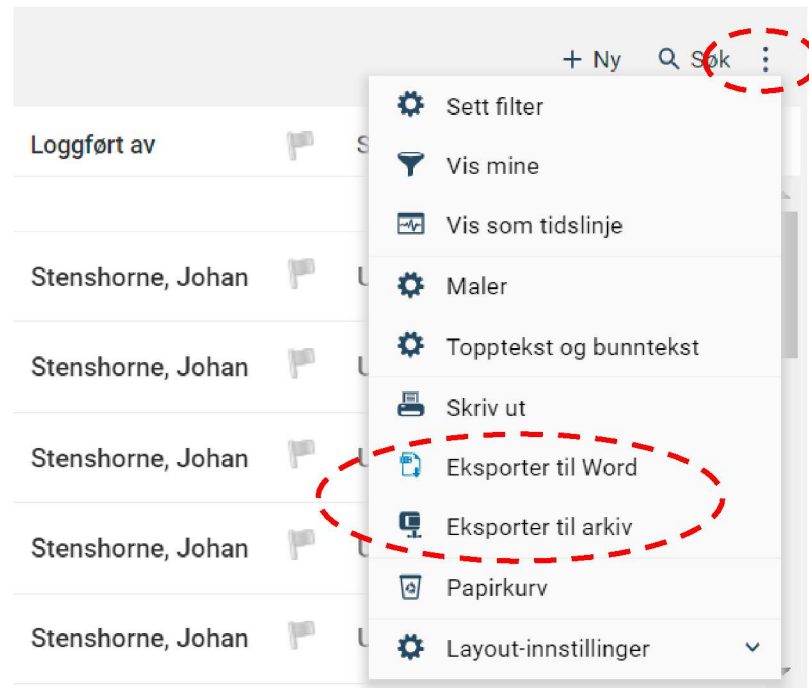 + Ny Søk
Sett filter
Loggført av S
Vis mine
Vis som tidslinje
Stenshorne, Johan U
Maler
Topptekst og bunntekst
Stenshorne, Johan U
Skriv ut
Stenshorne, Johan U
Eksporter til Word
Eksporter til arkiv
Stenshorne, Johan U
Papirkurv
Stenshorne, Johan U
Layout-innstillinger